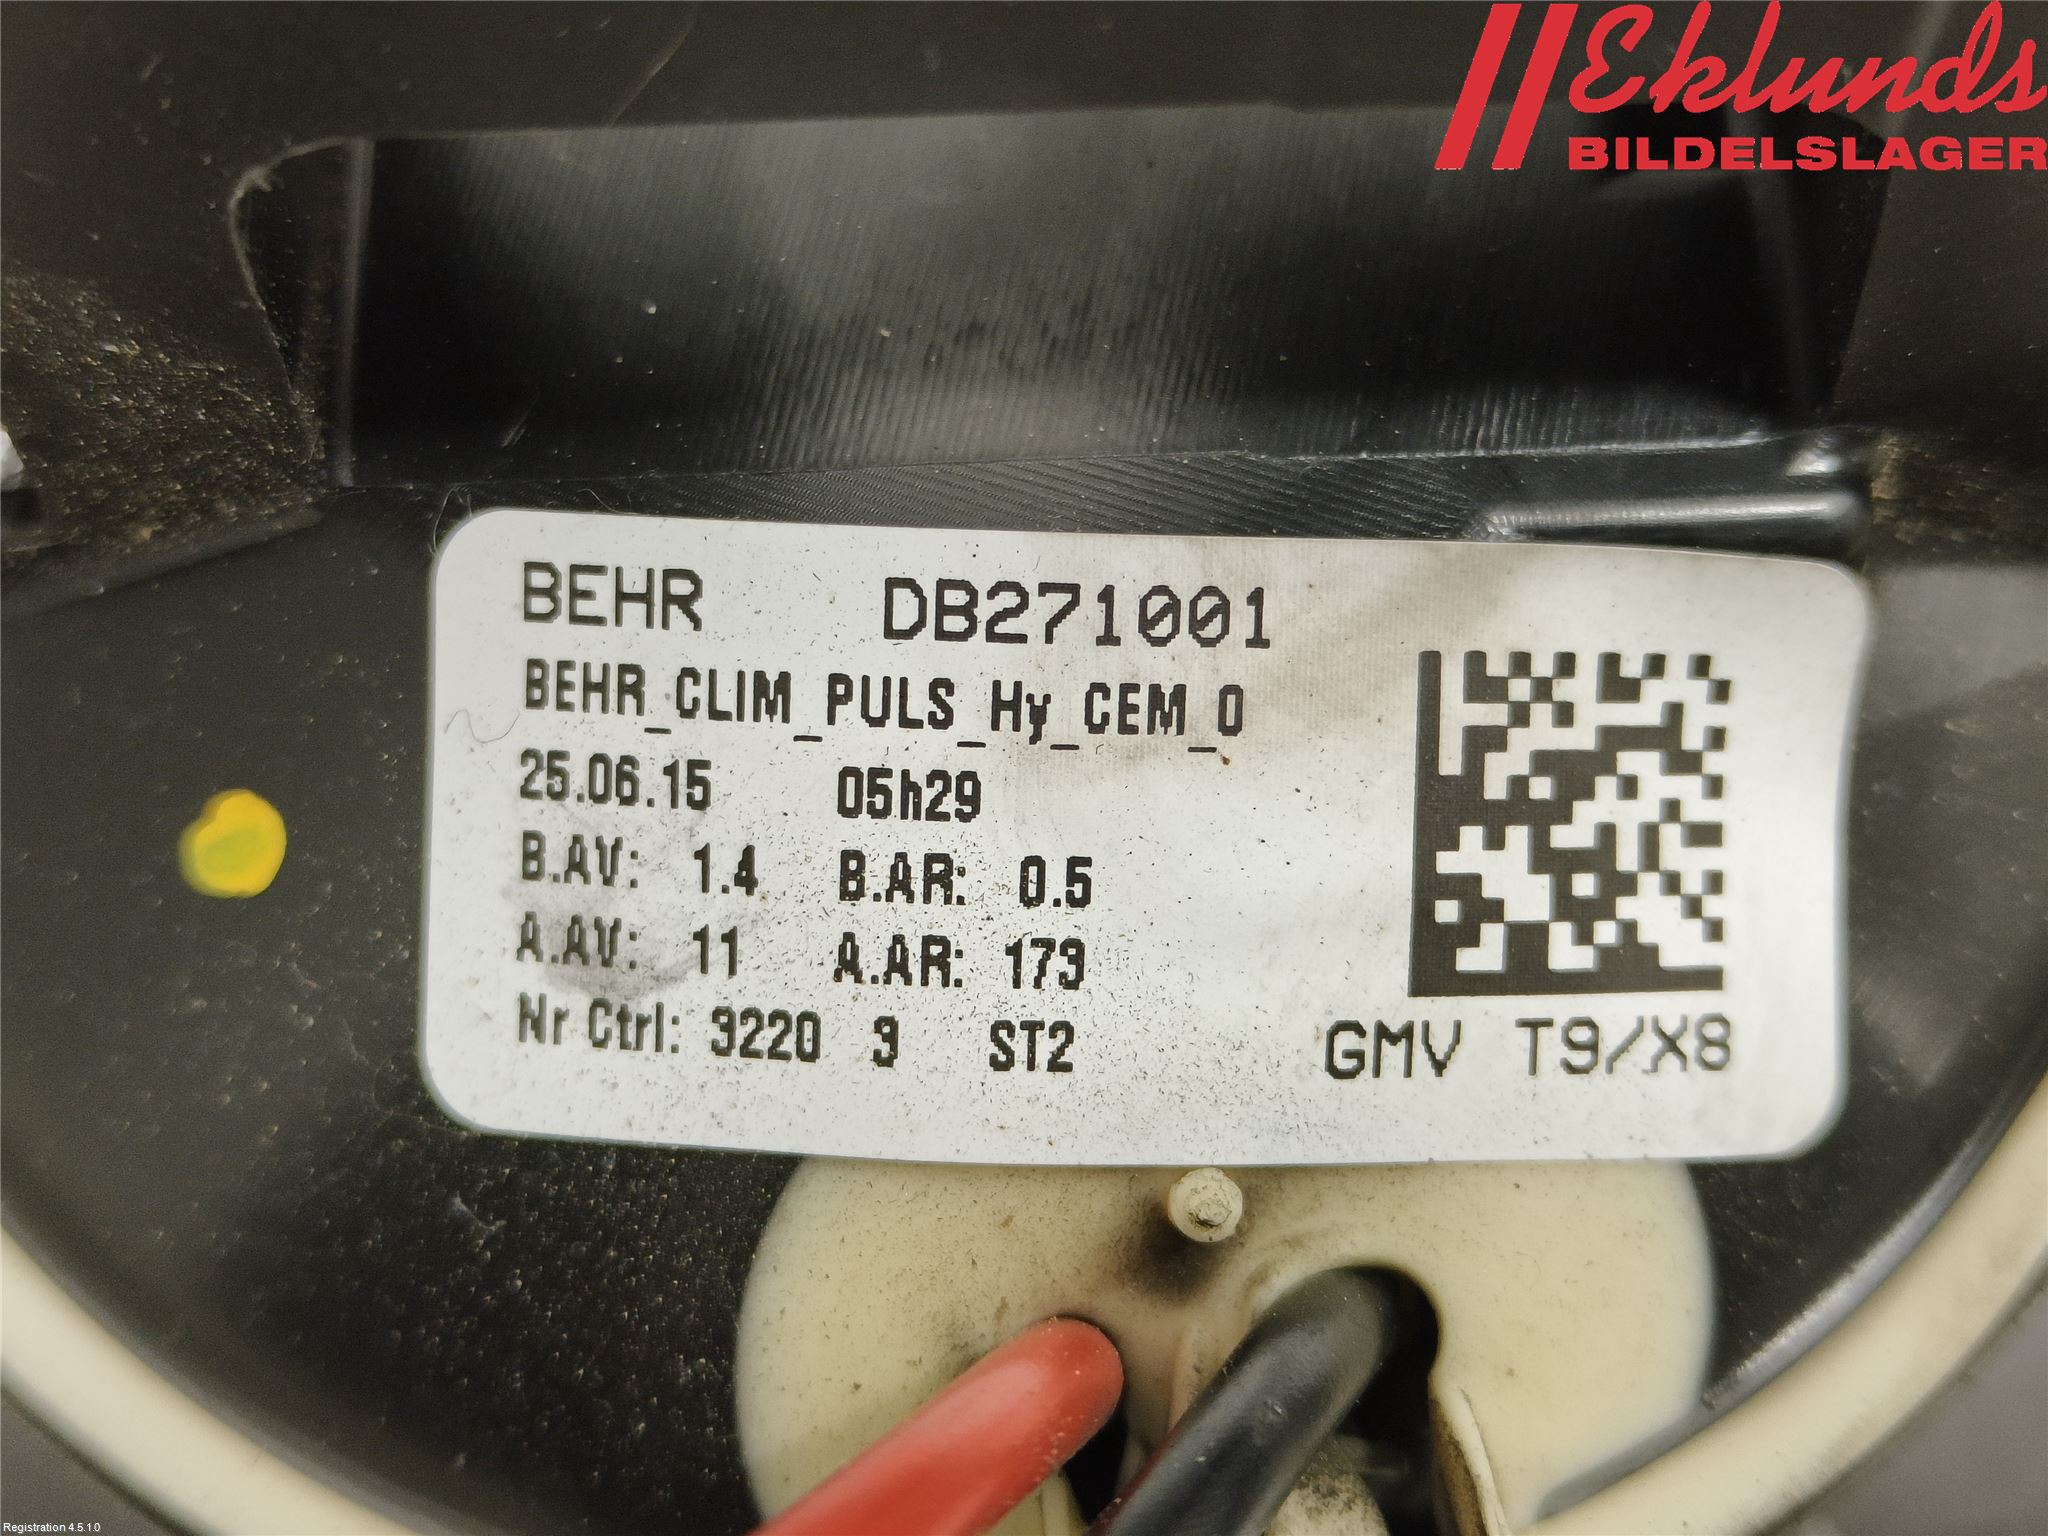 Eklunds
BILDELSLAGER
BEHR DB271001
BEHR_CLIM_PULS_Hy_CEM_0
25.06.15 05h29
B.AV: 1.4 B.AR: 0.5
A.AV: 11 A.AR: 173
Nr Ctrl: 3220 3 ST2
GMV T9/X8
Registration 4.5.1.0